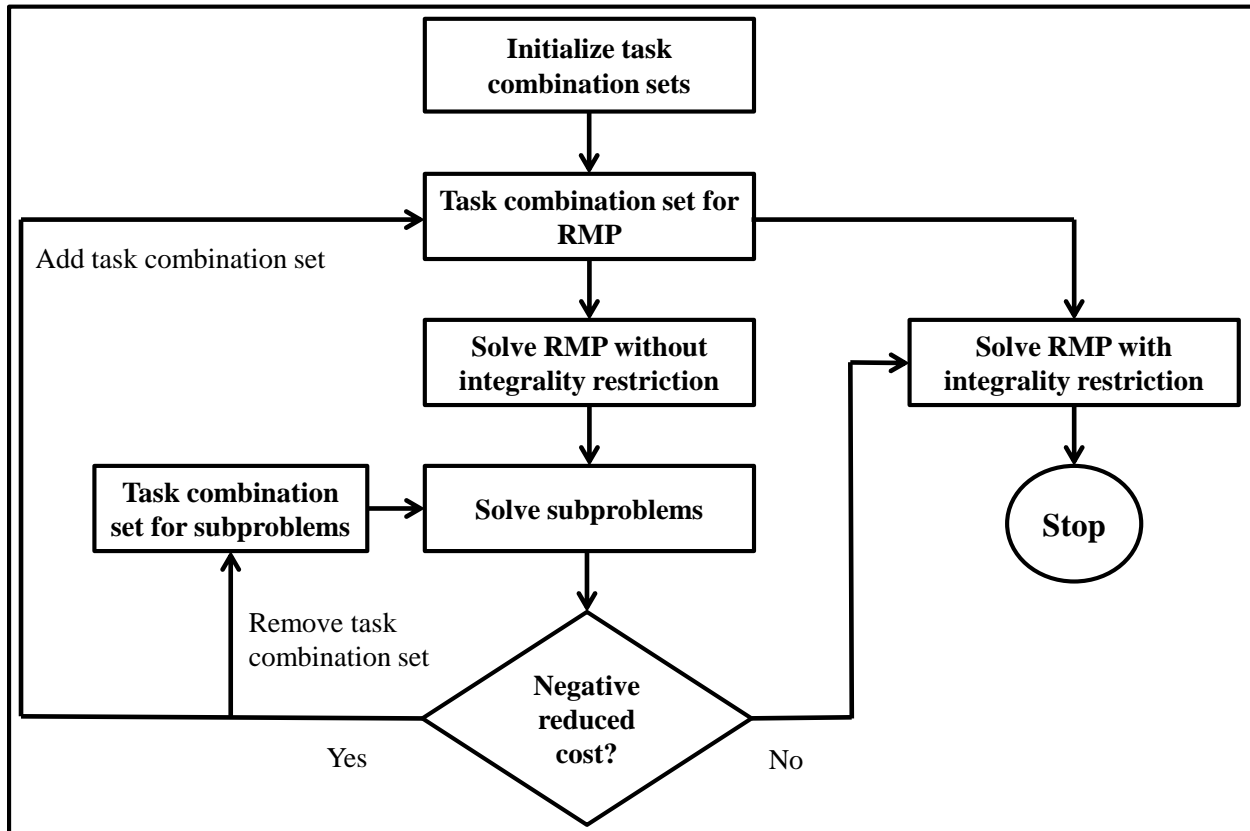 Initialize task
combination sets
Task combination set for
RMP
Add task combination set
Solve RMP without
integrality restriction
Solve RMP with
integrality restriction
Task combination
set for subproblems
Solve subproblems
Stop
Remove task
combination set
Negative
reduced
cost?
Yes
No